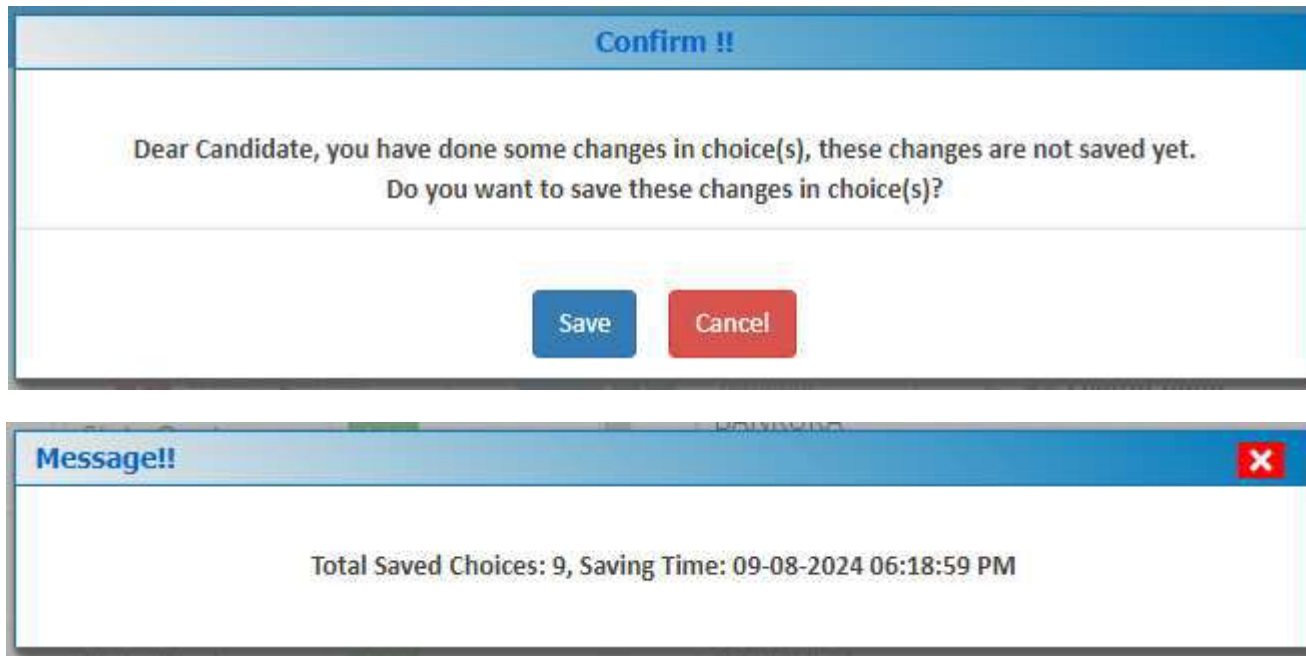 Confirm !!
Dear Candidate, you have done some changes in choice(s), these changes are not saved yet.
Do you want to save these changes in choice(s)?
Save Cancel
Message!!
Total Saved Choices: 9, Saving Time: 09-08-2024 06:18:59 PM